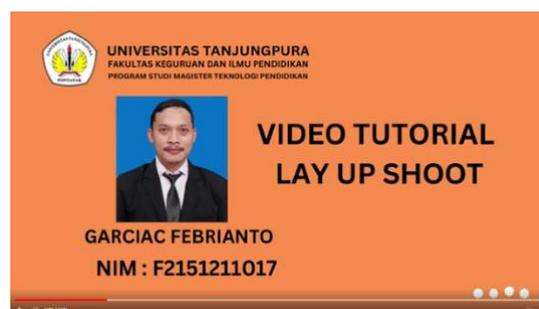 UNIVERSITAS TANJUNGPURA
FAKULTAS KEGURUAN DAN ILMU PENDIDIKAN
PROGRAM STUDI MAGISTER TEKNOLOGI PENDIDIKAN
VIDEO TUTORIAL
LAY UP SHOOT
GARCIAC FEBRIANTO
NIM : F2151211017